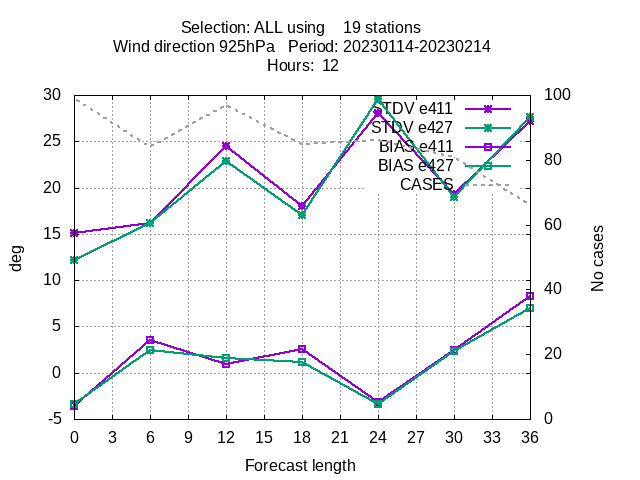 Selection: ALL using 19 stations
Wind direction 925hPa Period: 20230114-20230214
Hours: 12
30
25
20
15
10
5
0
-5
deg
100
80
60
40
20
0
No cases
STDV e411
STDV e427
BIAS e411
BIAS e427
CASES
0 3 6 9 12 15 18 21 24 27 30 33 36
Forecast length